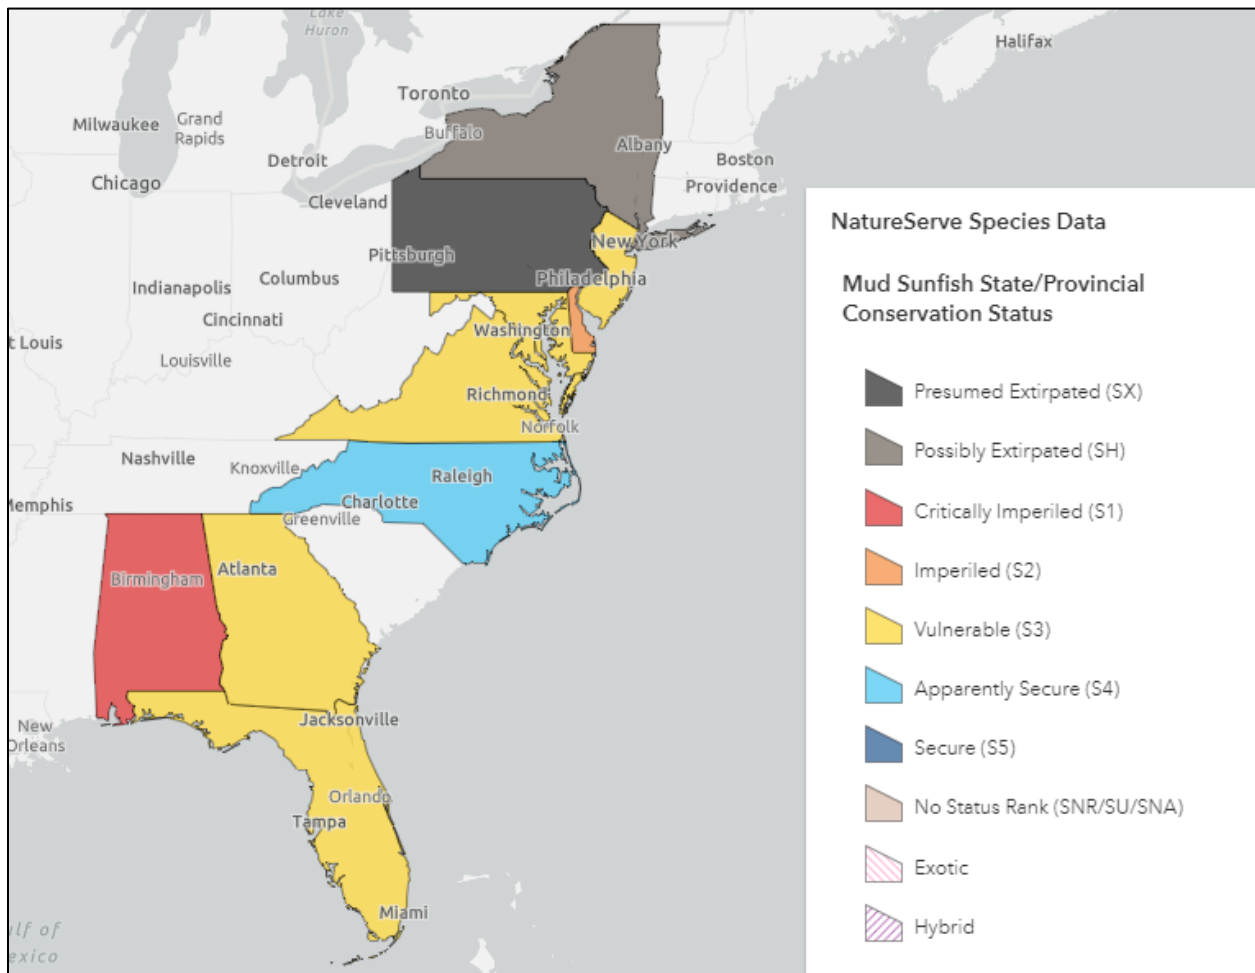 Lake
Huron
Halifax
Toronto
Milwaukee
Grand
Rapids
Buffalo
Albany
Detroit
Boston
Chicago
Providence
Cleveland
New York
Pittsburgh
Columbus
Philadelphia
Indianapolis
Cincinnati
Washington
t Louis
Louisville
Richmond
Norfolk
Nashville
Knoxville
Raleigh
Memphis
Charlotte
Greenville
Birmingham
Atlanta
New
Orleans
Jacksonville
Orlando
Tampa
Miami
ulf of
exico
NatureServe Species Data
Mud Sunfish State/Provincial
Conservation Status
Presumed Extirpated (SX)
Possibly Extirpated (SH)
Critically Imperiled (S1)
Imperiled (S2)
Vulnerable (S3)
Apparently Secure (S4)
Secure (S5)
No Status Rank (SNR/SU/SNA)
Exotic
Hybrid